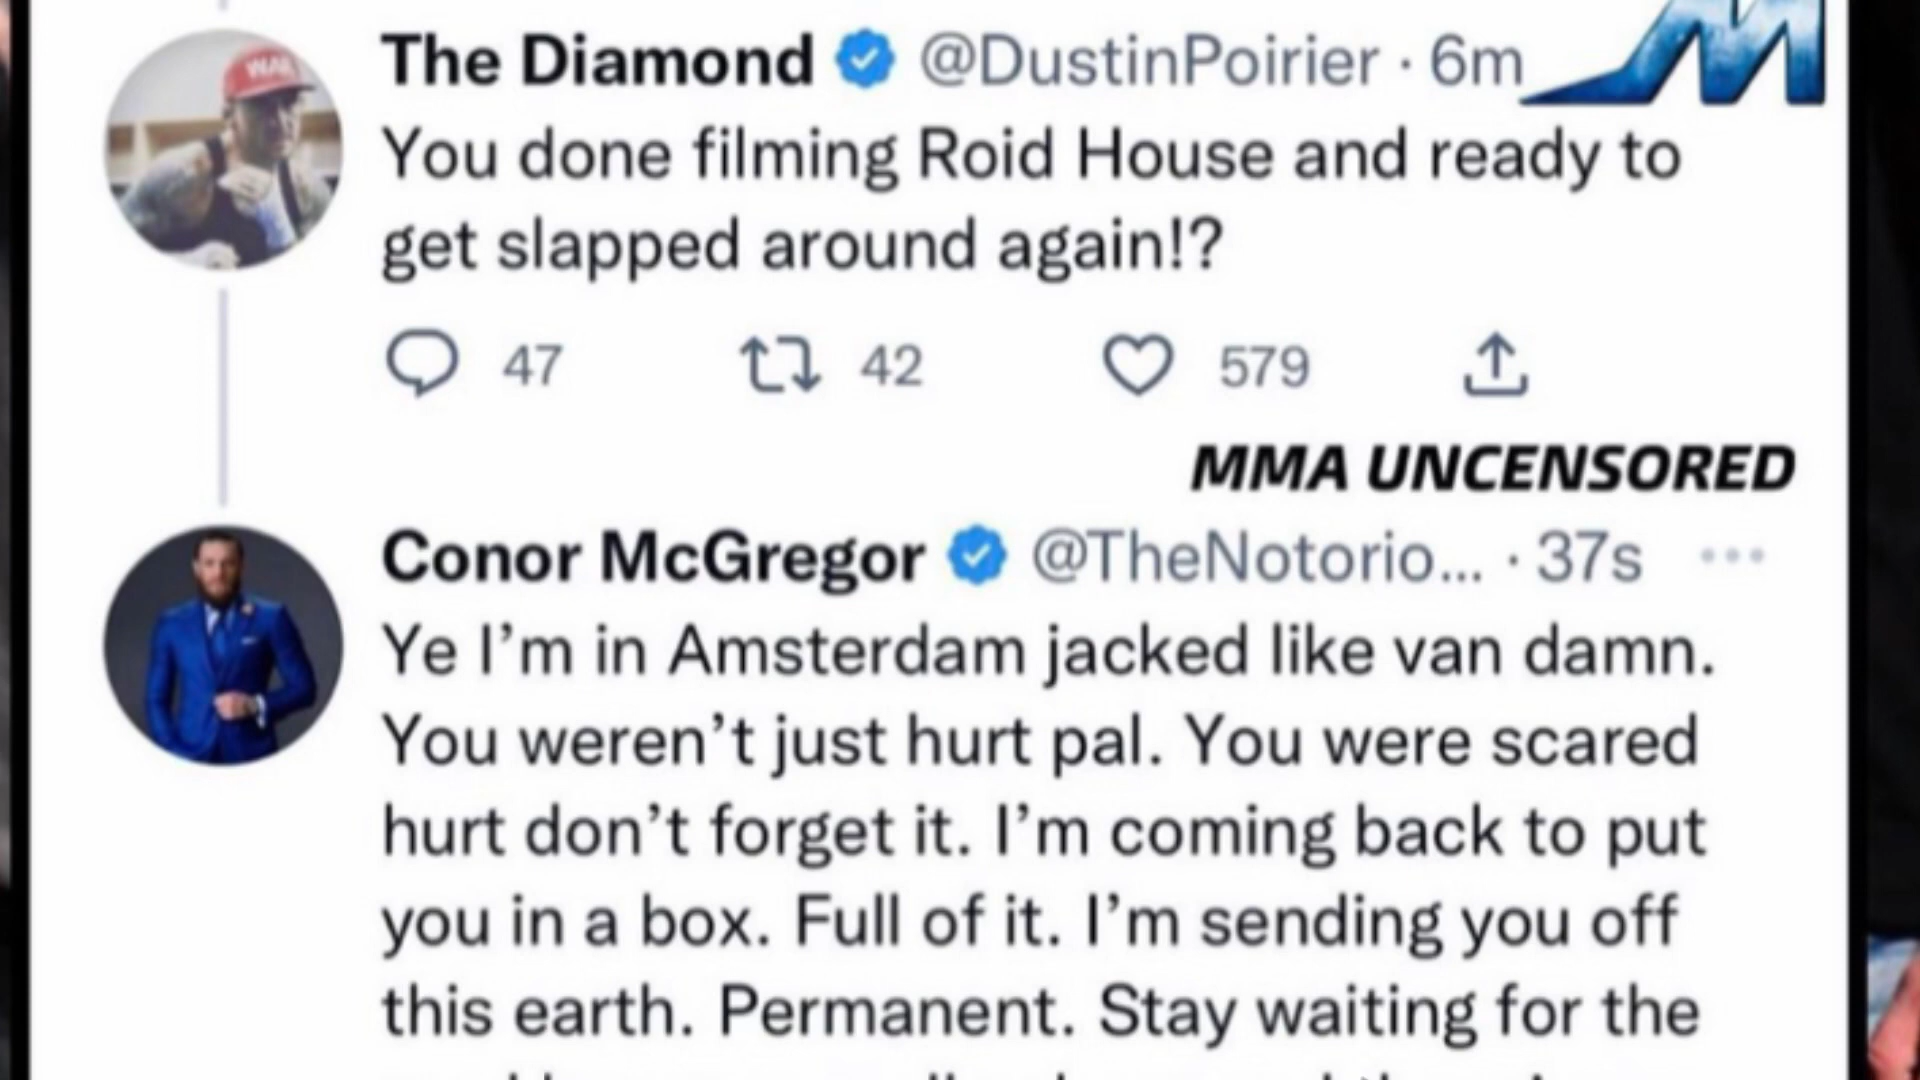 WAR
M
The Diamond @DustinPoirier · 6m
You done filming Roid House and ready to
get slapped around again!?
47 42 579
MMA UNCENSORED
Conor McGregor @TheNotorio... · 37s ...
Ye I’m in Amsterdam jacked like van damn.
You weren’t just hurt pal. You were scared
hurt don’t forget it. I’m coming back to put
you in a box. Full of it. I’m sending you off
this earth. Permanent. Stay waiting for the